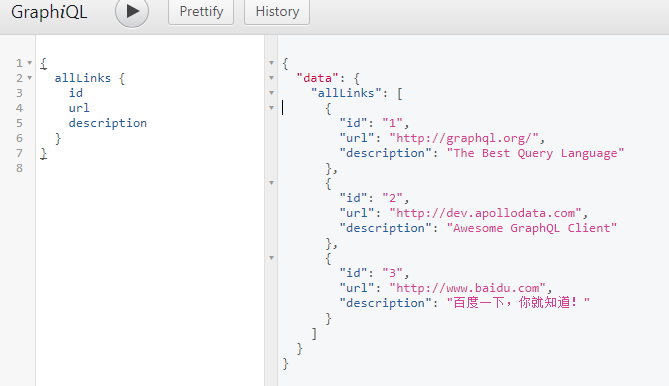 GraphiQL Prettify History
1 {
2 allLinks {
3 id
4 url
5 description
6 }
7 }
8
{
"data": {
"allLinks": [
{
"id": "1",
"url": "http://graphql.org/",
"description": "The Best Query Language"
},
{
"id": "2",
"url": "http://dev.apollodata.com",
"description": "Awesome GraphQL Client"
},
{
"id": "3",
"url": "http://www.baidu.com",
"description": "百度一下，你就知道！"
}
]
}
}